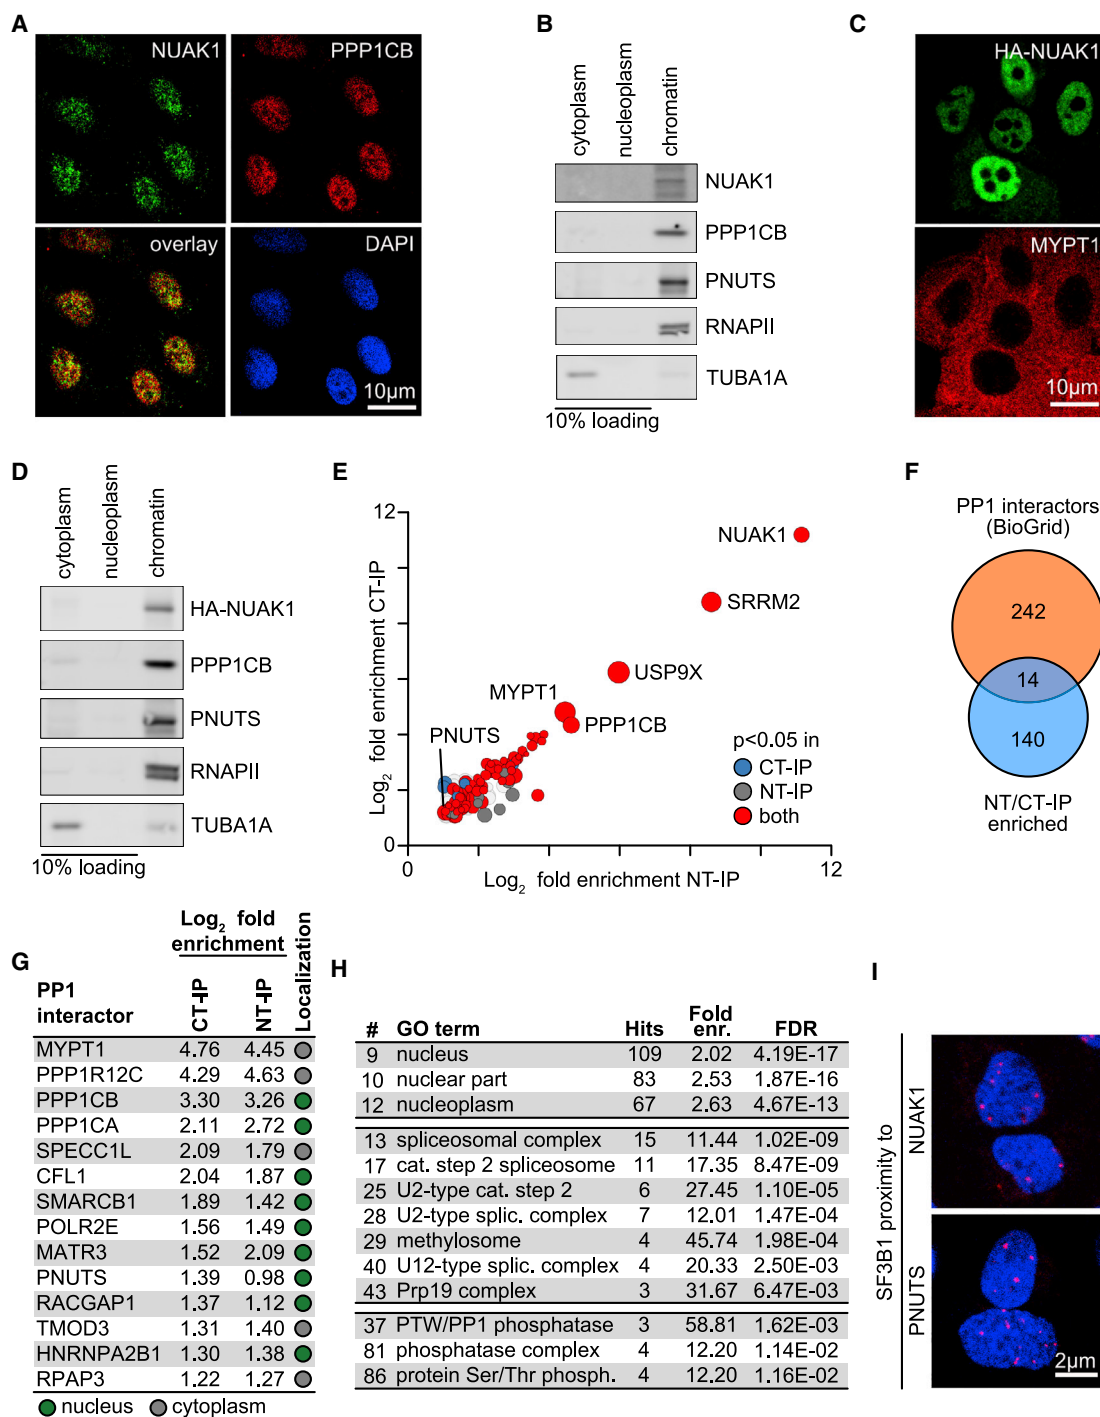 A
NUAK1
PPP1CB
overlay
DAPI
10µm
B
cytoplasm
nucleoplasm
chromatin
NUAK1
PPP1CB
PNUTS
RNAPII
TUBA1A
10% loading
C
HA-NUAK1
MYPT1
10µm
D
cytoplasm
nucleoplasm
chromatin
HA-NUAK1
PPP1CB
PNUTS
RNAPII
TUBA1A
10% loading
E
12
Log2 fold enrichment CT-IP
0
NUAK1
SRRM2
USP9X
MYPT1
PPP1CB
PNUTS
p<0.05 in
CT-IP
NT-IP
both
0
12
Log2 fold enrichment NT-IP
F
PP1 interactors
(BioGrid)
242
14
140
NT/CT-IP
enriched
G
Log2 fold
enrichment
PP1 interactor CT-IP NT-IP Localization
MYPT1 4.76 4.45
PPP1R12C 4.29 4.63
PPP1CB 3.30 3.26
PPP1CA 2.11 2.72
SPECC1L 2.09 1.79
CFL1 2.04 1.87
SMARCB1 1.89 1.42
POLR2E 1.56 1.49
MATR3 1.52 2.09
PNUTS 1.39 0.98
RACGAP1 1.37 1.12
TMOD3 1.31 1.40
HNRNPA2B1 1.30 1.38
RPAP3 1.22 1.27
nucleus cytoplasm
H
# GO term Hits Fold enr. FDR
9 nucleus 109 2.02 4.19E-17
10 nuclear part 83 2.53 1.87E-16
12 nucleoplasm 67 2.63 4.67E-13
13 spliceosomal complex 15 11.44 1.02E-09
17 cat. step 2 spliceosome 11 17.35 8.47E-09
25 U2-type cat. step 2 6 27.45 1.10E-05
28 U2-type splic. complex 7 12.01 1.47E-04
29 methylosome 4 45.74 1.98E-04
40 U12-type splic. complex 4 20.33 2.50E-03
43 Prp19 complex 3 31.67 6.47E-03
37 PTW/PP1 phosphatase 3 58.81 1.62E-03
81 phosphatase complex 4 12.20 1.14E-02
86 protein Ser/Thr phosph. 4 12.20 1.16E-02
I
SF3B1 proximity to
NUAK1
PNUTS
2µm